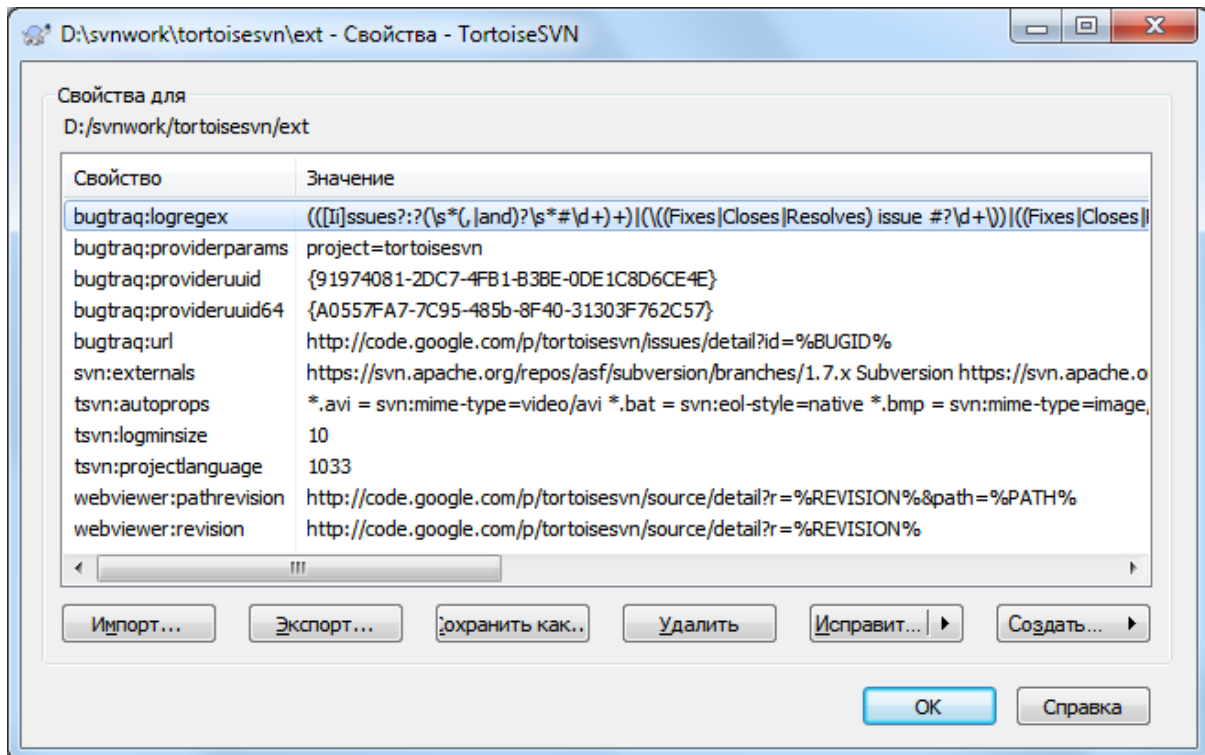 D:\svnwork\tortoisesvn\ext - Свойства - TortoiseSVN
Свойства для
D:/svnwork/tortoisesvn/ext
Свойство Значение
bugtraq:logregex (([Ii]ssues?:?(\s*(,|and)?\s*#\d+)+)|(\((Fixes|Closes|Resolves) issue #?\d+\))|((Fixes|Closes|
bugtraq:providerparams project=tortoisesvn
bugtraq:provideruuid {91974081-2DC7-4FB1-B3BE-0DE1C8D6CE4E}
bugtraq:provideruuid64 {A0557FA7-7C95-485b-8F40-31303F762C57}
bugtraq:url http://code.google.com/p/tortoisesvn/issues/detail?id=%BUGID%
svn:externals https://svn.apache.org/repos/asf/subversion/branches/1.7.x Subversion https://svn.apache.o
tsvn:autoprops *.avi = svn:mime-type=video/avi *.bat = svn:eol-style=native *.bmp = svn:mime-type=image
tsvn:logminsize 10
tsvn:projectlanguage 1033
webviewer:pathrevision http://code.google.com/p/tortoisesvn/source/detail?r=%REVISION%&path=%PATH%
webviewer:revision http://code.google.com/p/tortoisesvn/source/detail?r=%REVISION%
Импорт... Экспорт... охранить как.. Удалить Исправит... Создать...
OK Справка